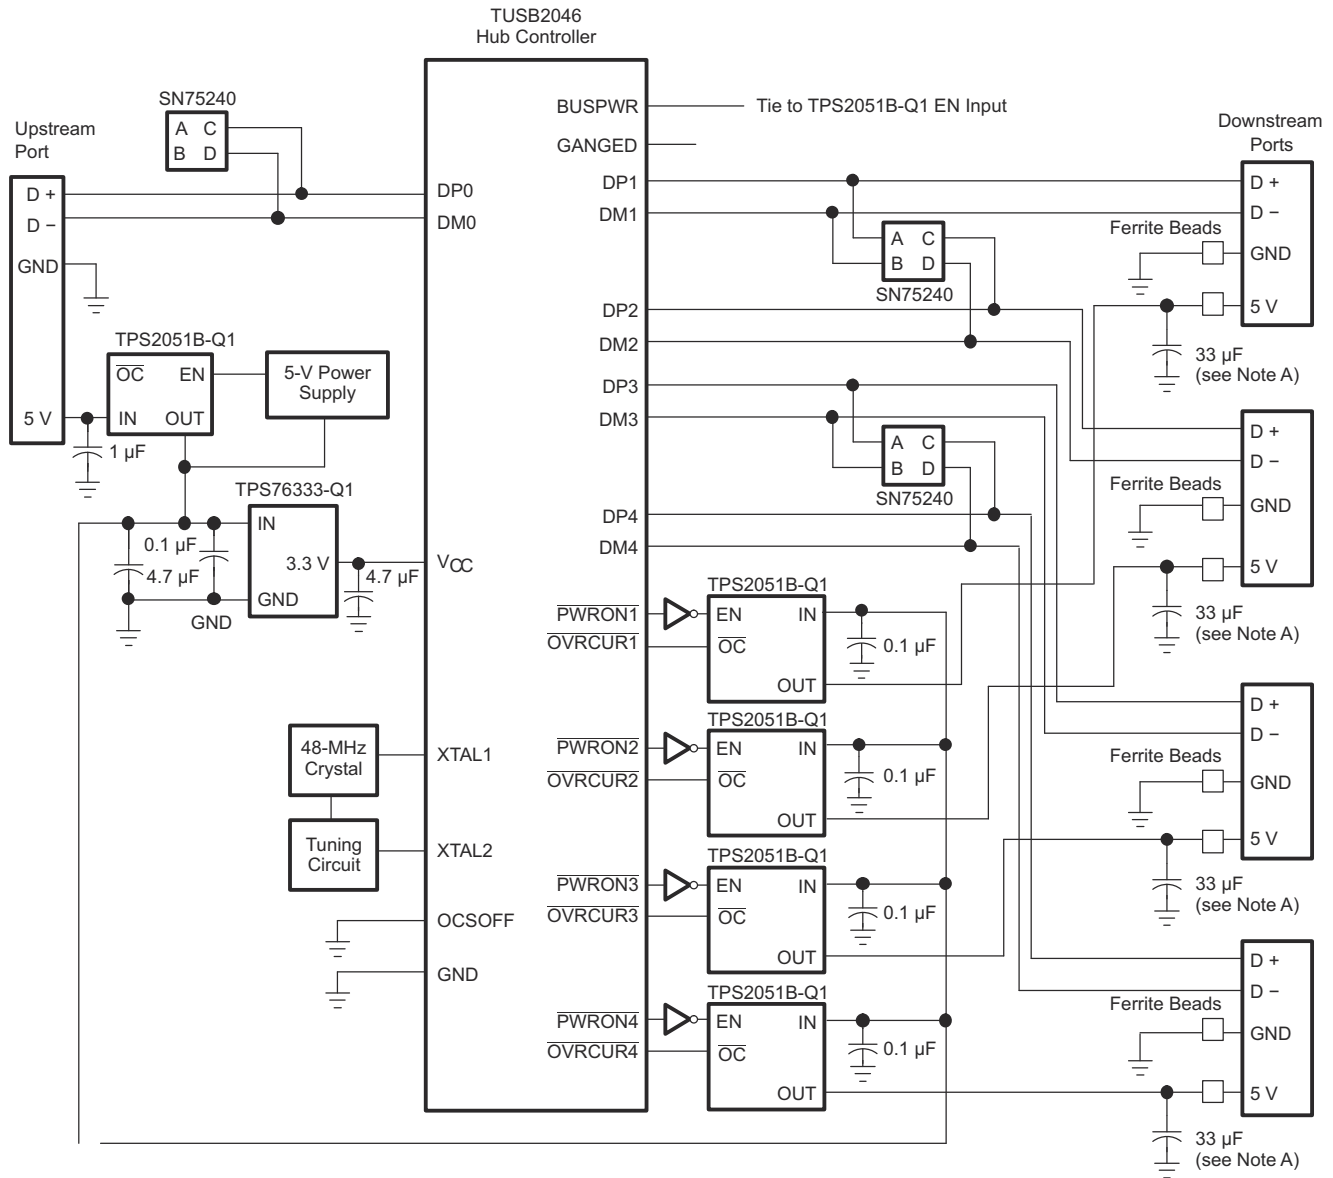 TUSB2046
Hub Controller
SN75240
A C
B D
Upstream
Port
D +
D −
GND
5 V
BUSPWR
Tie to TPS2051B-Q1 EN Input
GANGED
DP0
DM0
DP1
DM1
DP2
DM2
DP3
DM3
DP4
DM4
A C
B D
SN75240
A C
B D
SN75240
TPS2051B-Q1
OC EN
IN OUT
5-V Power
Supply
1 µF
TPS76333-Q1
IN
3.3 V
GND
0.1 µF
4.7 µF
GND
4.7 µF
VCC
PWRON1
OVRCUR1
TPS2051B-Q1
EN IN
OC
OUT
0.1 µF
PWRON2
OVRCUR2
TPS2051B-Q1
EN IN
OC
OUT
0.1 µF
PWRON3
OVRCUR3
TPS2051B-Q1
EN IN
OC
OUT
0.1 µF
PWRON4
OVRCUR4
TPS2051B-Q1
EN IN
OC
OUT
0.1 µF
48-MHz
Crystal
XTAL1
Tuning
Circuit
XTAL2
OCSOFF
GND
Downstream
Ports
D +
D −
Ferrite Beads
GND
5 V
33 µF
(see Note A)
D +
D −
Ferrite Beads
GND
5 V
33 µF
(see Note A)
D +
D −
Ferrite Beads
GND
5 V
33 µF
(see Note A)
D +
D −
Ferrite Beads
GND
5 V
33 µF
(see Note A)